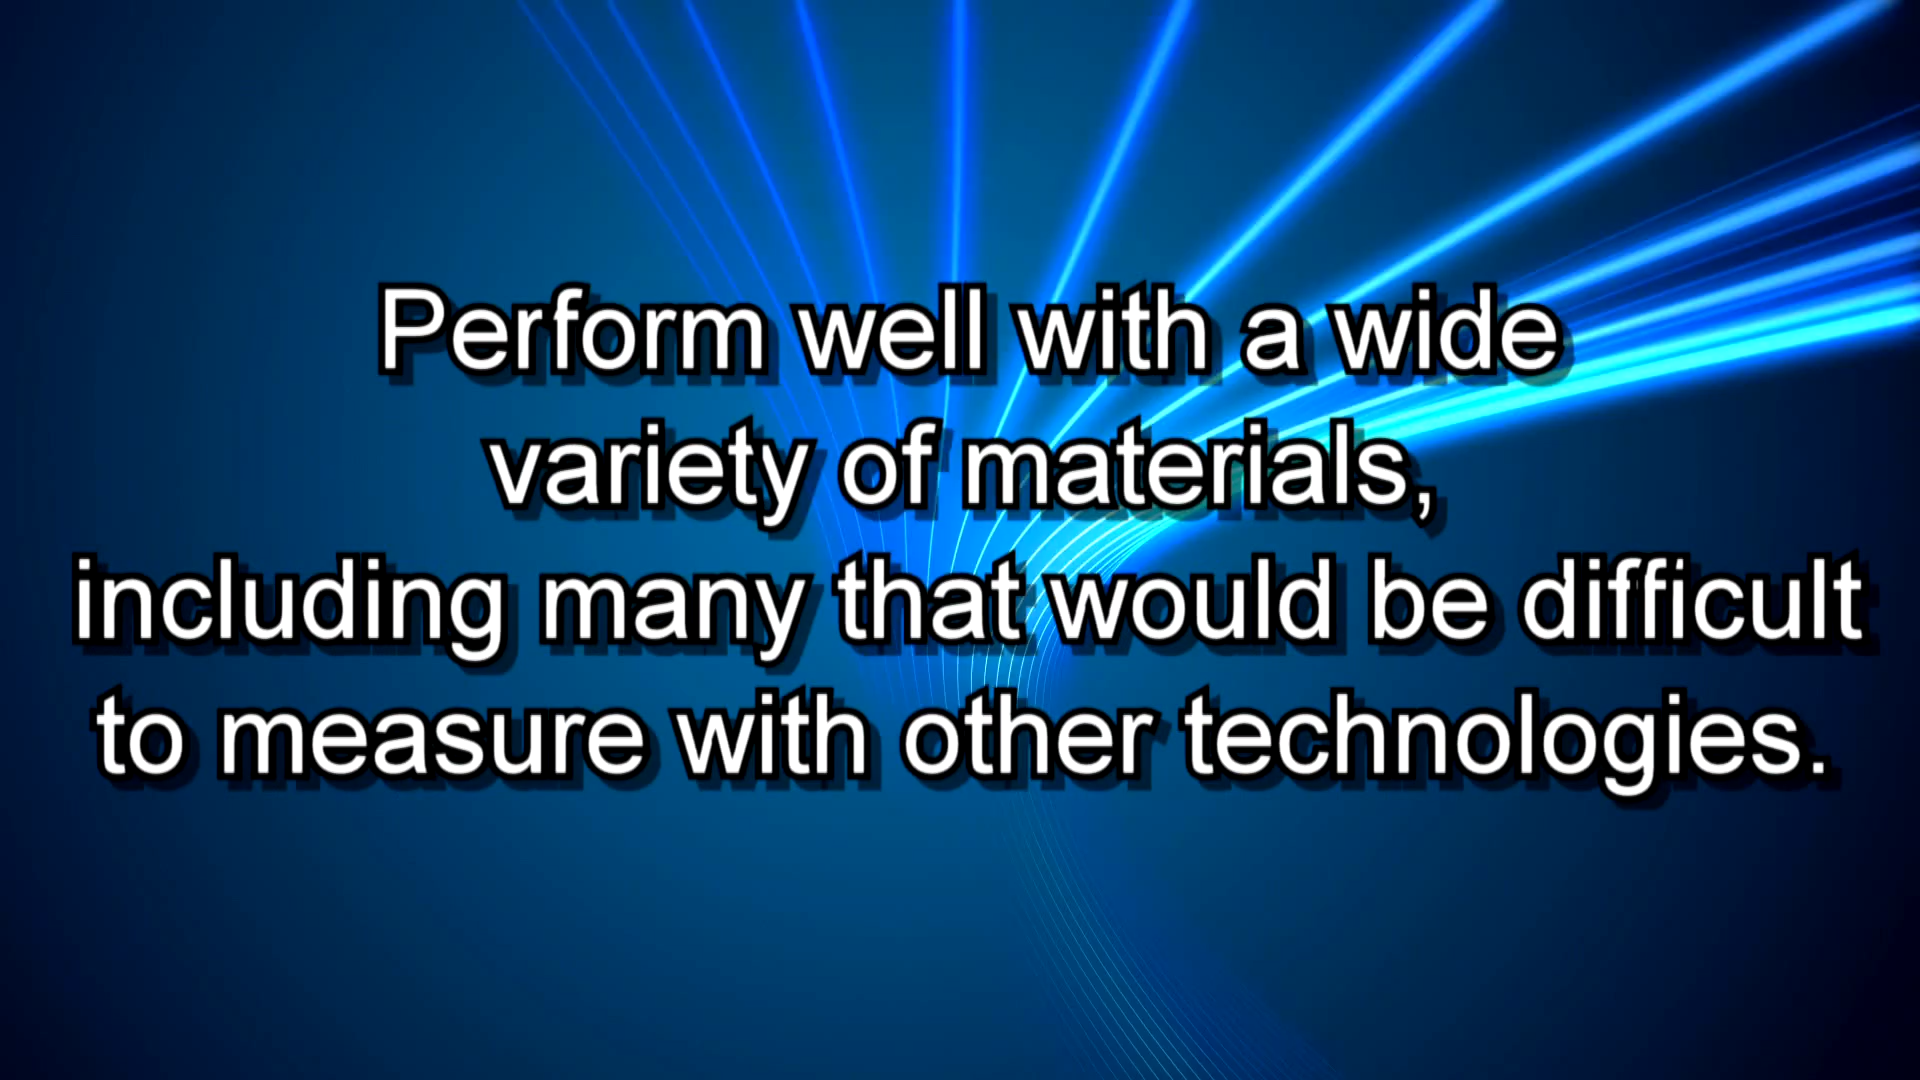 Perform well with a wide
variety of materials,
including many that would be difficult
to measure with other technologies.